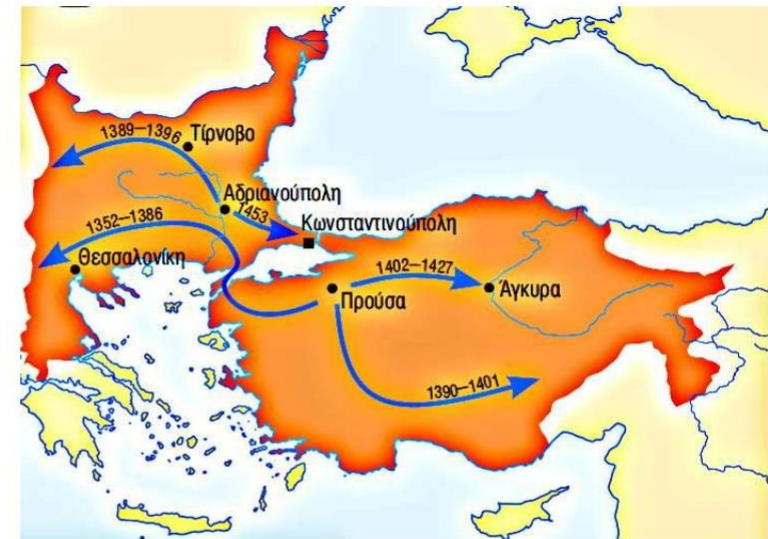 1389–1396
Τίρνοβο
Αδριανούπολη
1453
Κωνσταντινούπολη
1352–1386
Θεσσαλονίκη
1402–1427
Προύσα
Άγκυρα
1390–1401